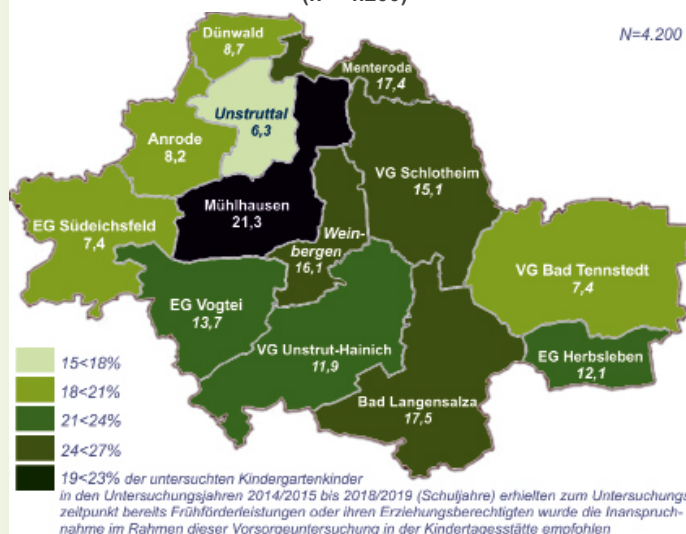 N=4.200
Dünwald
8,7
Menteroda
17,4
Unstruttal
6,3
Anrode
8,2
VG Schlotheim
15,1
Mühlhausen
21,3
EG Südeichsfeld
7,4
Wein-
bergen
16,1
VG Bad Tennstedt
7,4
EG Vogtei
13,7
VG Unstrut-Hainich
11,9
EG Herbsleben
12,1
Bad Langensalza
17,5
15<18%
18<21%
21<24%
24<27%
19<23% der untersuchten Kindergartenkinder
in den Untersuchungsjahren 2014/2015 bis 2018/2019 (Schuljahre) erhielten zum Untersuchungs
zeitpunkt bereits Frühförderleistungen oder ihren Erziehungsberechtigten wurde die Inanspruch-
nahme im Rahmen dieser Vorsorgeuntersuchung in der Kindertagesstätte empfohlen